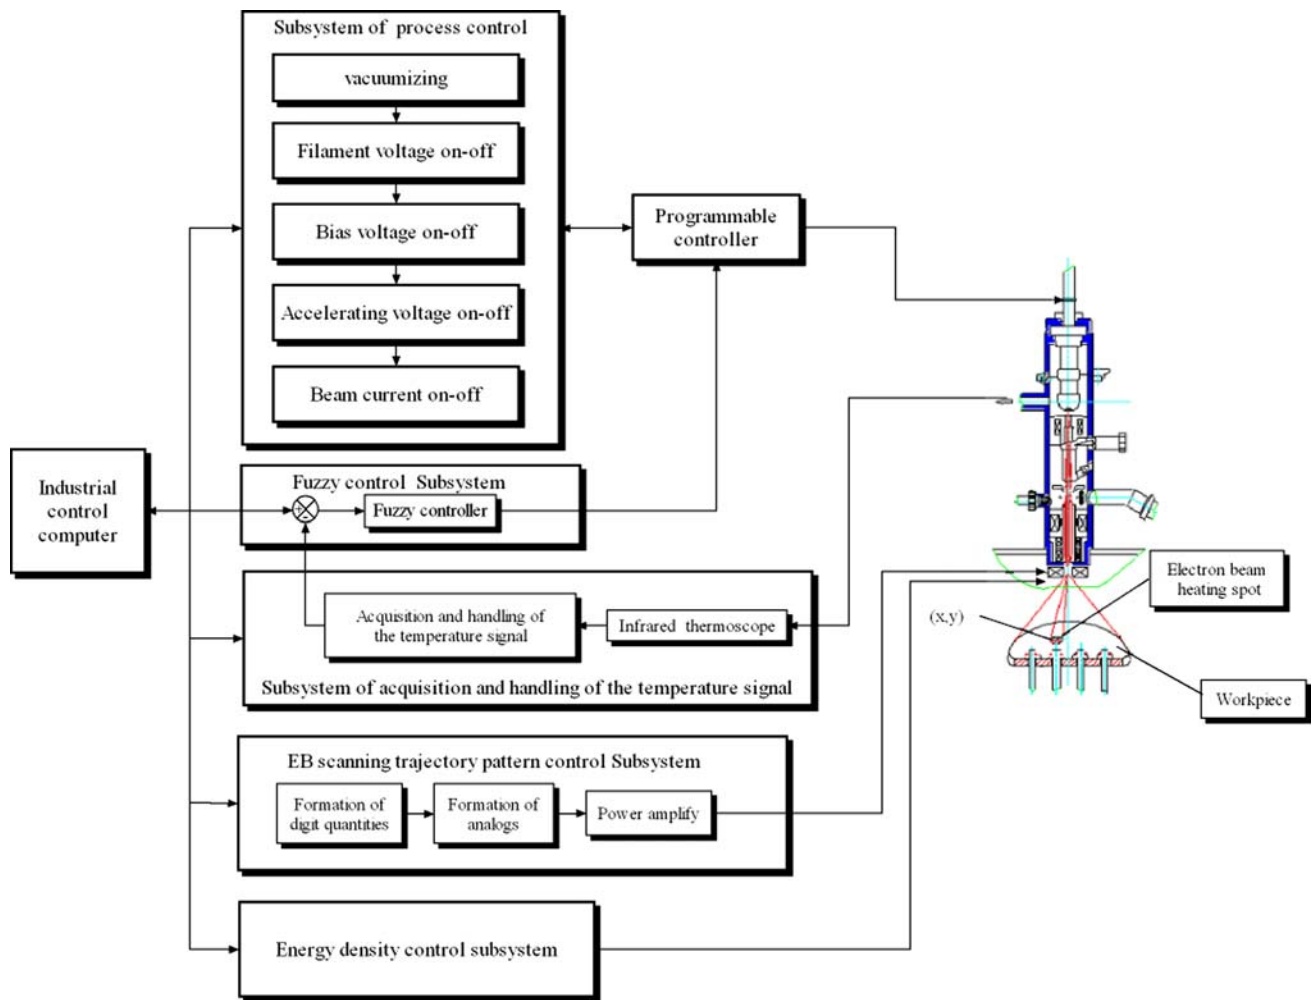 Subsystem of process control
vacuumizing
Filament voltage on-off
Bias voltage on-off
Accelerating voltage on-off
Beam current on-off
Programmable
controller
Industrial
control
computer
Fuzzy control Subsystem
+
-
Fuzzy controller
Acquisition and handling of
the temperature signal
Infrared thermoscope
Subsystem of acquisition and handling of the temperature signal
EB scanning trajectory pattern control Subsystem
Formation of
digit quantities
Formation of
analogs
Power amplify
Energy density control subsystem
Electron beam
heating spot
(x,y)
Workpiece